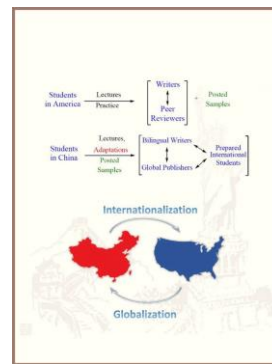 Students in America
Lectures
Practice
Writers
Peer Reviewers
+
Posted Samples
Students in China
Lectures,
Adaptations
Posted Samples
Bilingual Writers
Global Publishers
Prepared International Students
Internationalization
Globalization